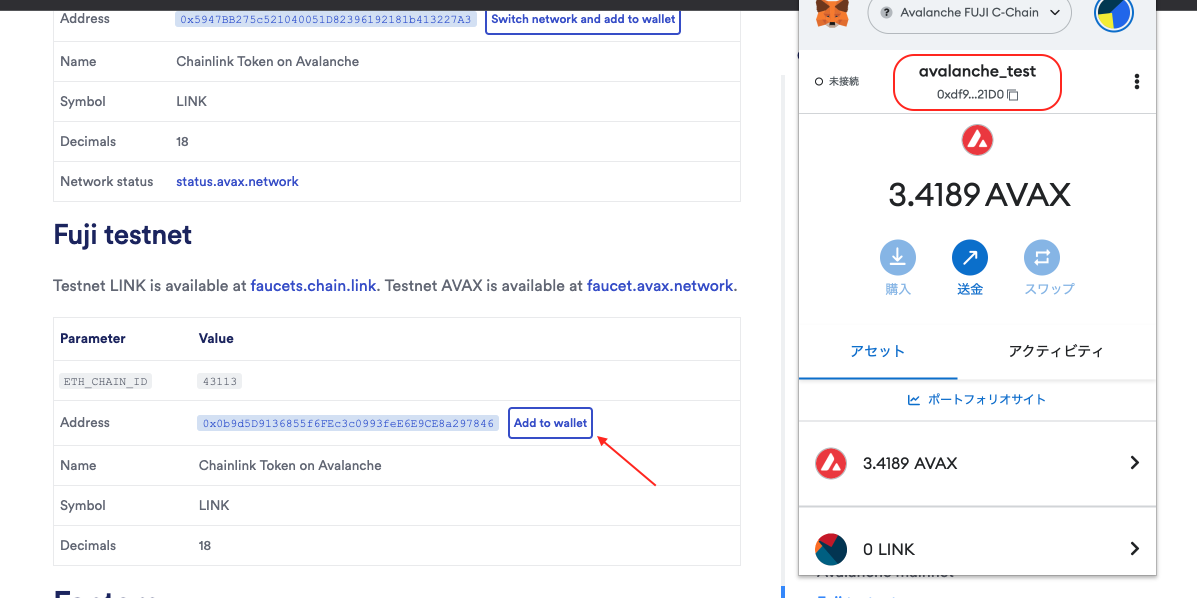 Address 0x5947BB275c521040051D82396192181b413227A3 Switch network and add to wallet
Name Chainlink Token on Avalanche
Symbol LINK
Decimals 18
Network status status.avax.network
Fuji testnet
Testnet LINK is available at faucets.chain.link. Testnet AVAX is available at faucet.avax.network.
Parameter Value
ETH_CHAIN_ID 43113
Address 0x0b9d5D9136855f6FEc3c0993feE6E9CE8a297846 Add to wallet
Name Chainlink Token on Avalanche
Symbol LINK
Decimals 18
? Avalanche FUJI C-Chain
未接続
avalanche_test
0xdf9...21D0
3.4189 AVAX
購入 送金 スワップ
アセット アクティビティ
ポートフォリオサイト
3.4189 AVAX
0 LINK
Avalanche mainnet